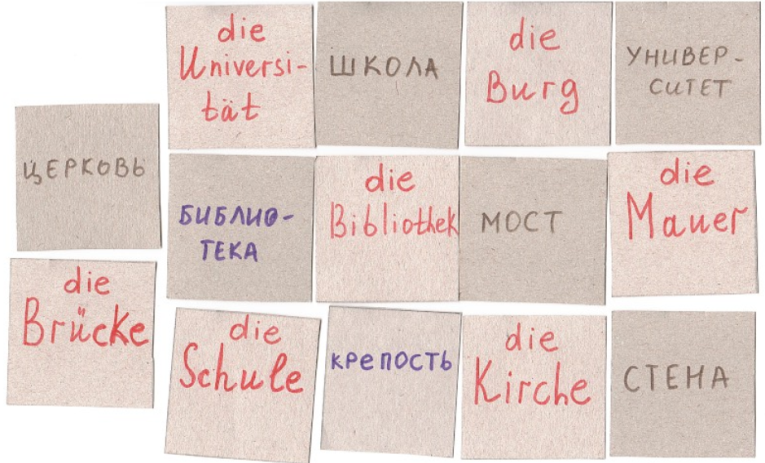 die
Universi-
tät
ШКОЛА
die
Burg
УНИВЕР-
СИТЕТ
ЦЕРКОВЬ
БИБЛИО-
ТЕКА
die
Bibliothek
МОСТ
die
Mauer
die
Brücke
die
Schule
КРЕПОСТЬ
die
Kirche
СТЕНА